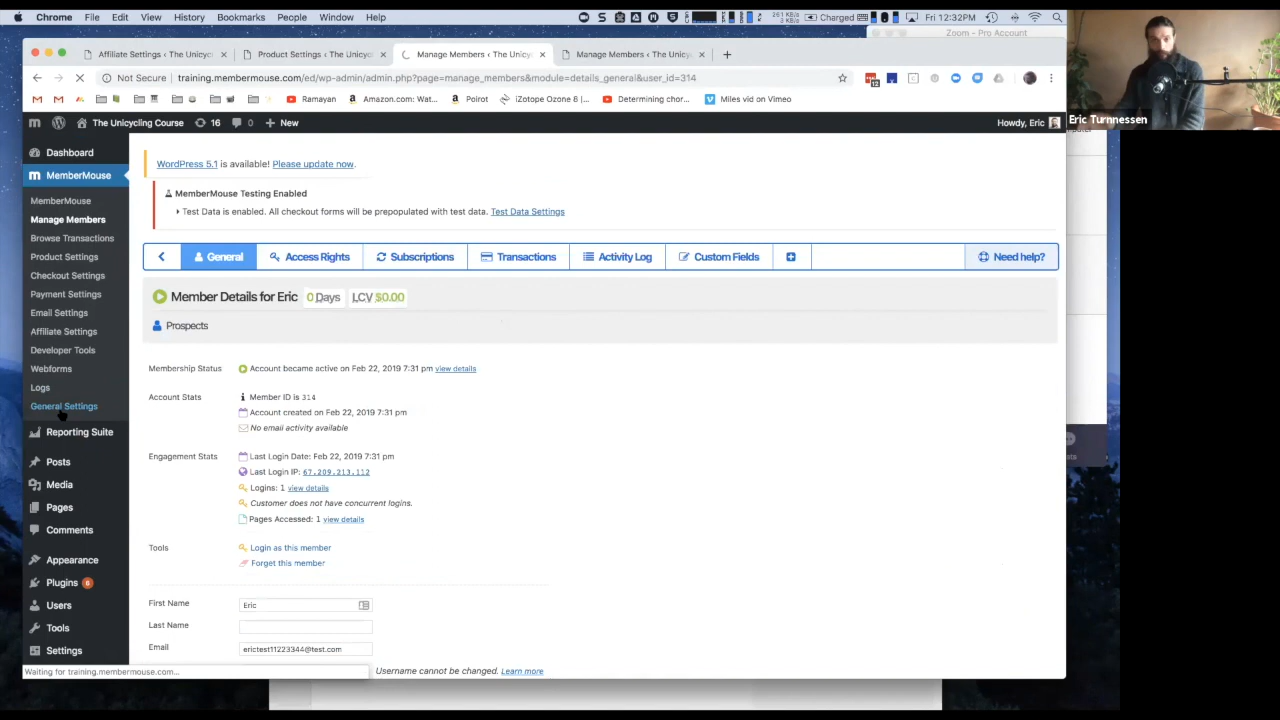 Chrome File Edit View History Bookmarks People Window Help
261 KB/s 3 KB/s Charged Fri 12:32PM
Affiliate Settings ‹ The Unicyc
Product Settings ‹ The Unicyc
Manage Members ‹ The Unicy
Manage Members ‹ The Unicy
Zoom - Pro Account
Not Secure training.membermouse.com/ed/wp-admin/admin.php?page=manage_members&module=details_general&user_id=314
12
Ramayan Amazon.com: Wat... Poirot iZotope Ozone 8 |... Determining chor... Miles vid on Vimeo
Eric Turnnessen
The Unicycling Course 16 0 New Howdy, Eric
Dashboard
MemberMouse
MemberMouse
Manage Members
Browse Transactions
Product Settings
Checkout Settings
Payment Settings
Email Settings
Affiliate Settings
Developer Tools
Webforms
Logs
General Settings
Reporting Suite
Posts
Media
Pages
Comments
Appearance
Plugins 8
Users
Tools
Settings
WordPress 5.1 is available! Please update now.
MemberMouse Testing Enabled
Test Data is enabled. All checkout forms will be prepopulated with test data. Test Data Settings
General Access Rights Subscriptions Transactions Activity Log Custom Fields Need help?
Member Details for Eric 0 Days LCV $0.00
Prospects
Membership Status Account became active on Feb 22, 2019 7:31 pm view details
Account Stats Member ID is 314
Account created on Feb 22, 2019 7:31 pm
No email activity available
Engagement Stats Last Login Date: Feb 22, 2019 7:31 pm
Last Login IP: 67.209.213.112
Logins: 1 view details
Customer does not have concurrent logins.
Pages Accessed: 1 view details
Tools Login as this member
Forget this member
First Name Eric
Last Name
Email erictest11223344@test.com
Username cannot be changed. Learn more
Waiting for training.membermouse.com...